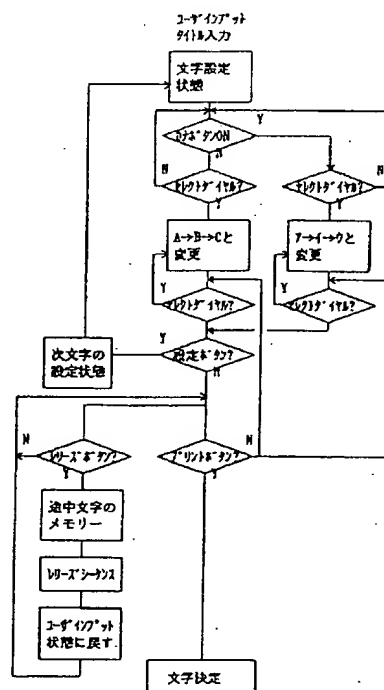 ユーザインプット
タイトル入力
文字設定
状態
Y
カナボタンON
N
N
セレクトダイヤル?
Y
セレクトダイヤル?
N
Y
A→B→Cと
変更
ア→イ→ウと
変更
Y
セレクトダイヤル?
Y
セレクトダイヤル?
Y
設定ボタン?
N
次文字の
設定状態
N
レリーズボタン?
Y
プリントボタン?
N
Y
途中文字の
メモリー
レリーズシーケンス
ユーザインプット
状態に戻す
文字決定